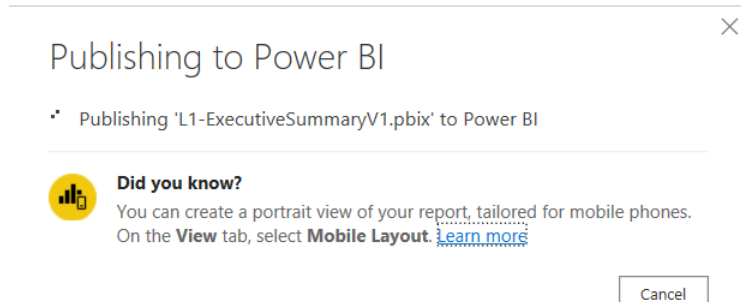 Publishing to Power BI
Publishing 'L1-ExecutiveSummaryV1.pbix' to Power BI
Did you know?
You can create a portrait view of your report, tailored for mobile phones.
On the View tab, select Mobile Layout. Learn more
Cancel